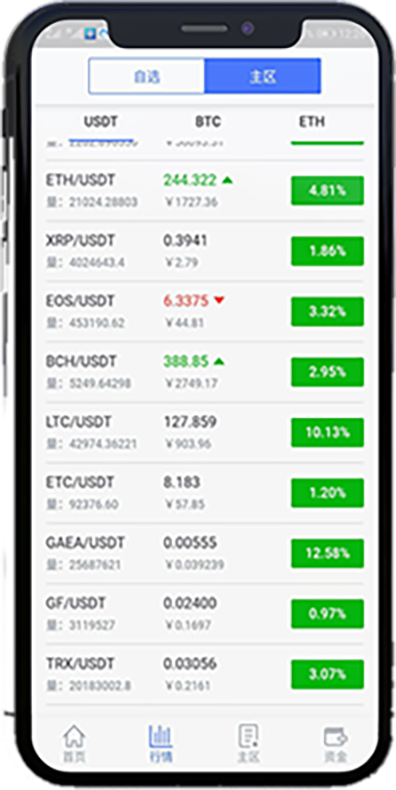 自选 主区
USDT BTC ETH
ETH/USDT 244.322 4.81%
量: 21024.28803 ￥1727.36
XRP/USDT 0.3941 1.86%
量: 4024643.4 ￥2.79
EOS/USDT 6.3375 3.32%
量: 453190.62 ￥44.81
BCH/USDT 388.85 2.95%
量: 5249.64298 ￥2749.17
LTC/USDT 127.859 10.13%
量: 42974.36221 ￥903.96
ETC/USDT 8.183 1.20%
量: 92376.60 ￥57.85
GAEA/USDT 0.00555 12.58%
量: 25687621 ￥0.039239
GF/USDT 0.02400 0.97%
量: 3119527 ￥0.1697
TRX/USDT 0.03056 3.07%
量: 20183002.8 ￥0.2161
首页 行情 主区 资金